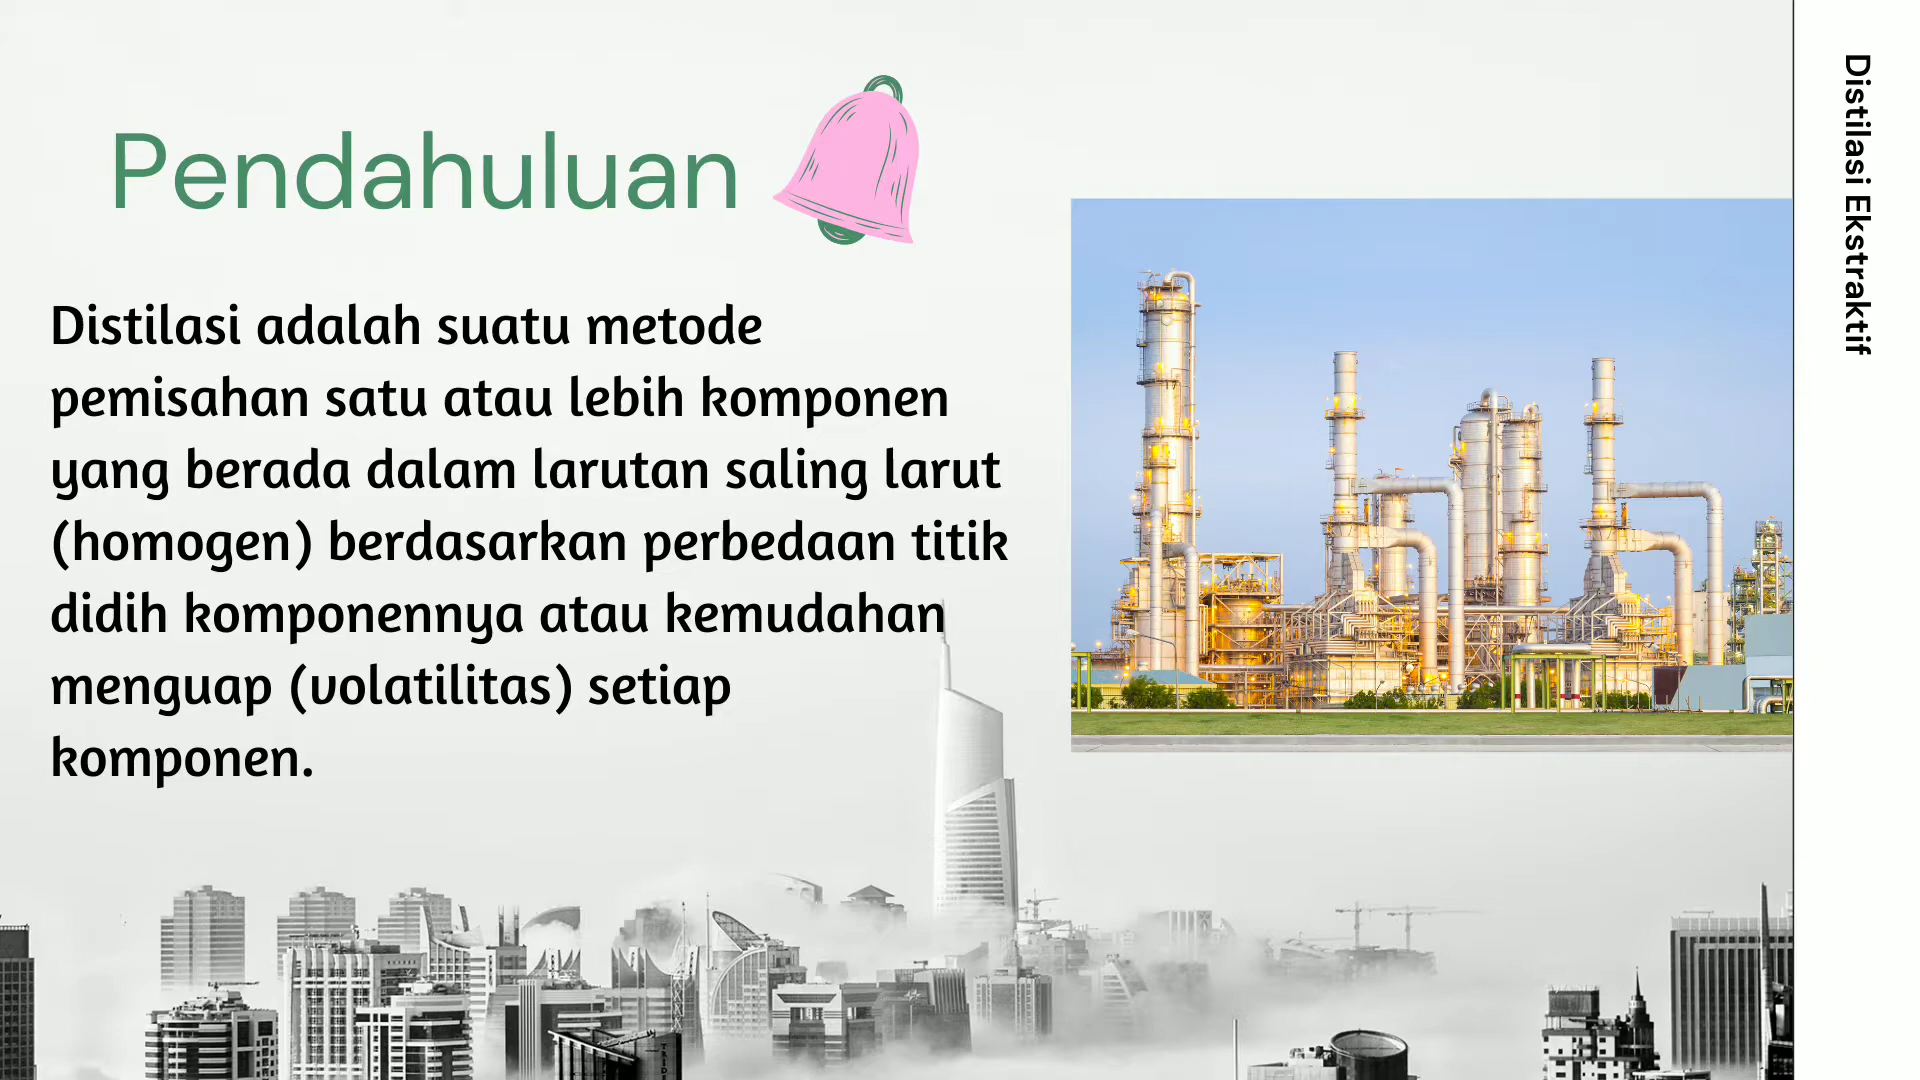 Pendahuluan
Distilasi adalah suatu metode
pemisahan satu atau lebih komponen
yang berada dalam larutan saling larut
(homogen) berdasarkan perbedaan titik
didih komponennya atau kemudahan
menguap (volatilitas) setiap
komponen.
Distilasi Ekstraktif